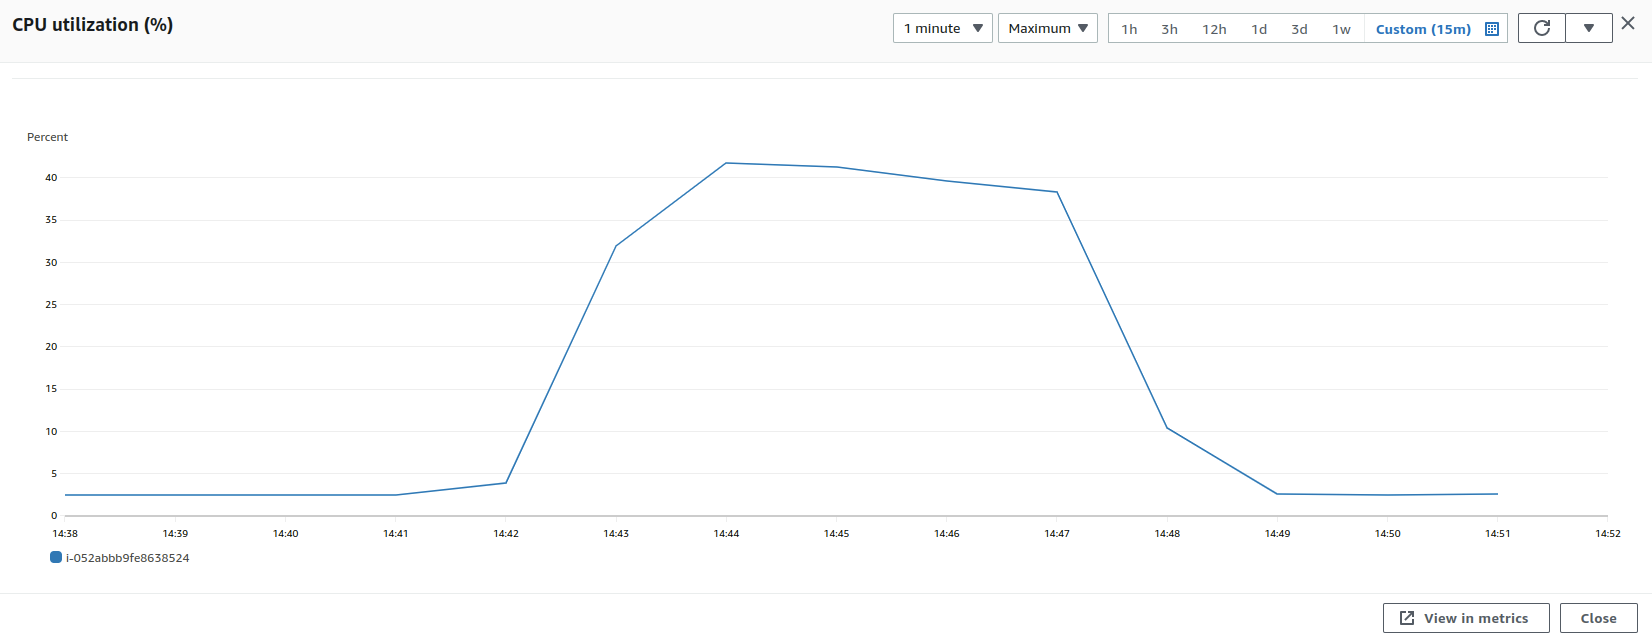 CPU utilization (%)
1 minute
Maximum
1h 3h 12h 1d 3d 1w Custom (15m)
Percent
40
35
30
25
20
15
10
5
0
14:38 14:39 14:40 14:41 14:42 14:43 14:44 14:45 14:46 14:47 14:48 14:49 14:50 14:51 14:52
i-052abbb9fe8638524
View in metrics
Close